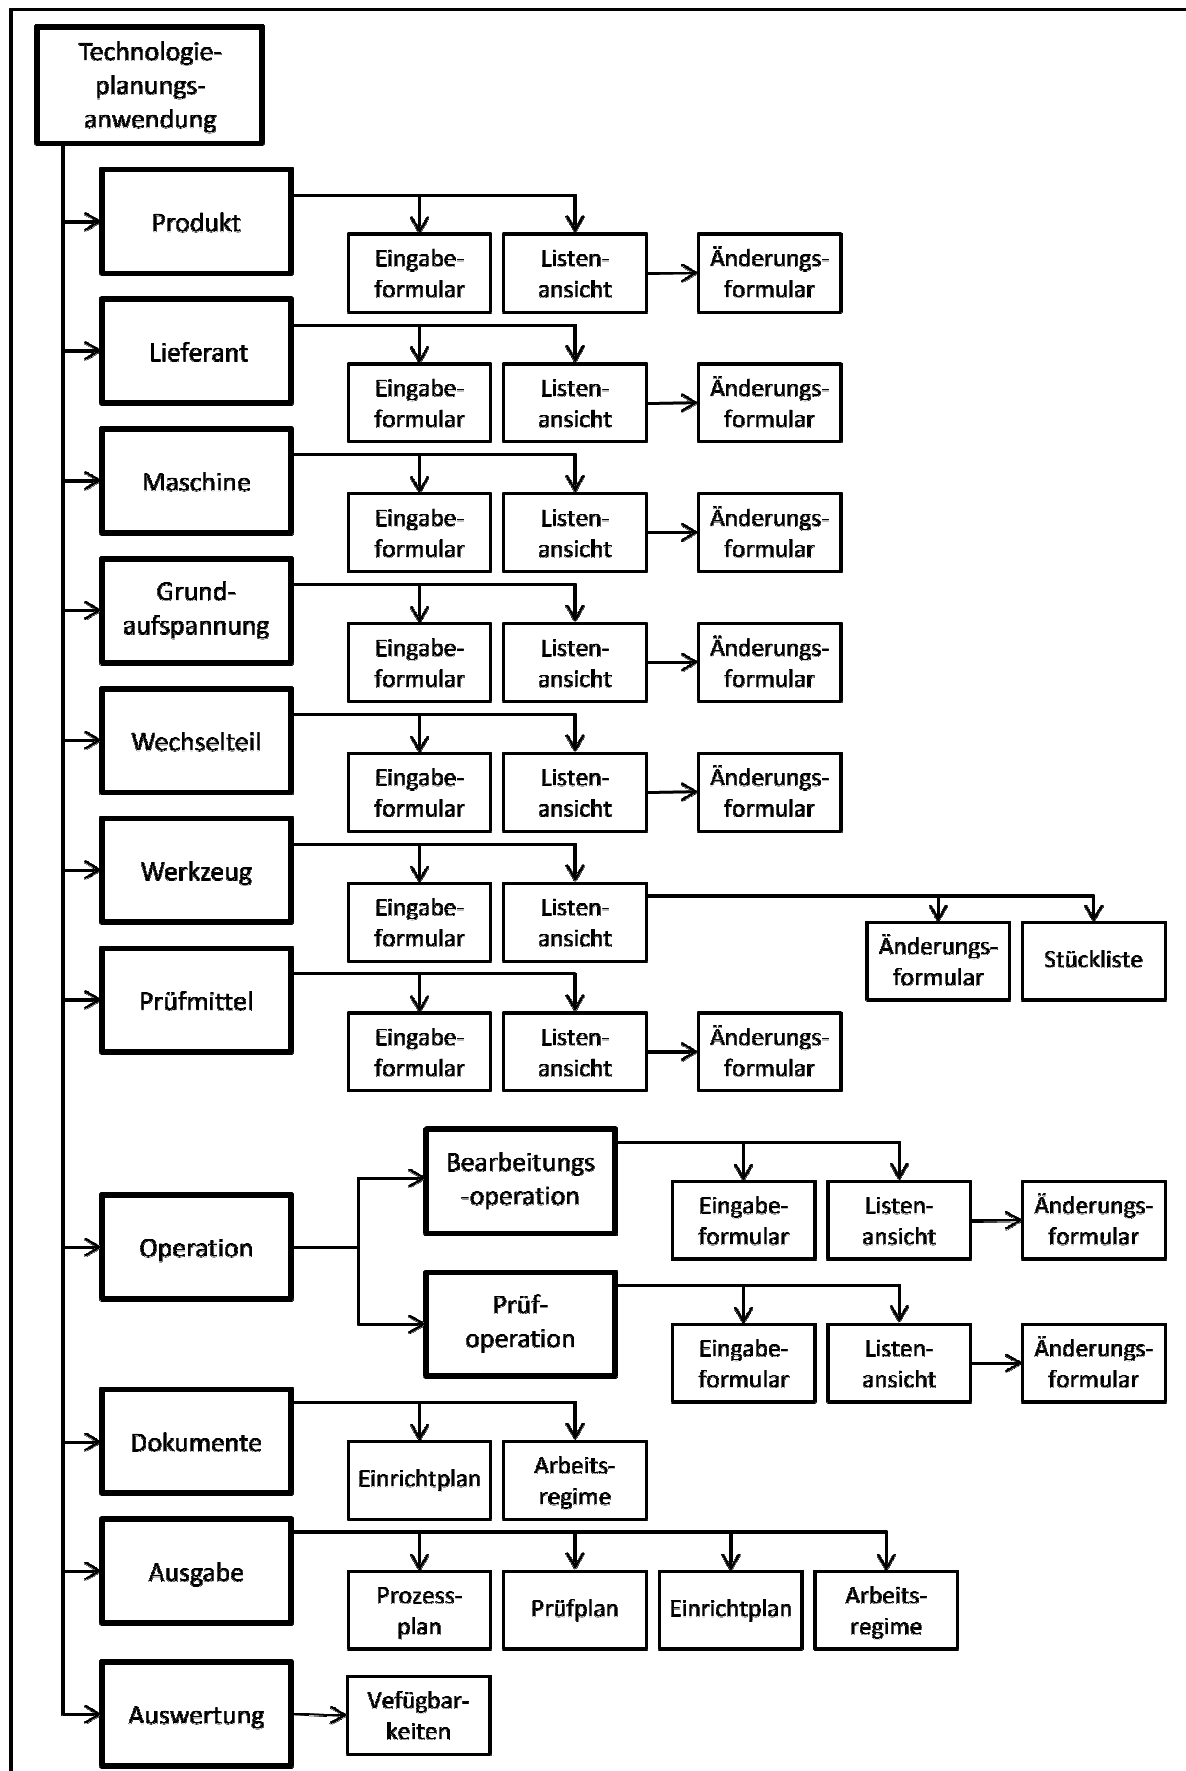 Technologie-
planungs-
anwendung
Produkt
Eingabe-
formular
Listen-
ansicht
Änderungs-
formular
Lieferant
Eingabe-
formular
Listen-
ansicht
Änderungs-
formular
Maschine
Eingabe-
formular
Listen-
ansicht
Änderungs-
formular
Grund-
aufspannung
Eingabe-
formular
Listen-
ansicht
Änderungs-
formular
Wechselteil
Eingabe-
formular
Listen-
ansicht
Änderungs-
formular
Werkzeug
Eingabe-
formular
Listen-
ansicht
Änderungs-
formular
Stückliste
Prüfmittel
Eingabe-
formular
Listen-
ansicht
Änderungs-
formular
Operation
Bearbeitungs
-operation
Eingabe-
formular
Listen-
ansicht
Änderungs-
formular
Prüf-
operation
Eingabe-
formular
Listen-
ansicht
Änderungs-
formular
Dokumente
Einrichtplan
Arbeits-
regime
Ausgabe
Prozess-
plan
Prüfplan
Einrichtplan
Arbeits-
regime
Auswertung
Vefügbar-
keiten